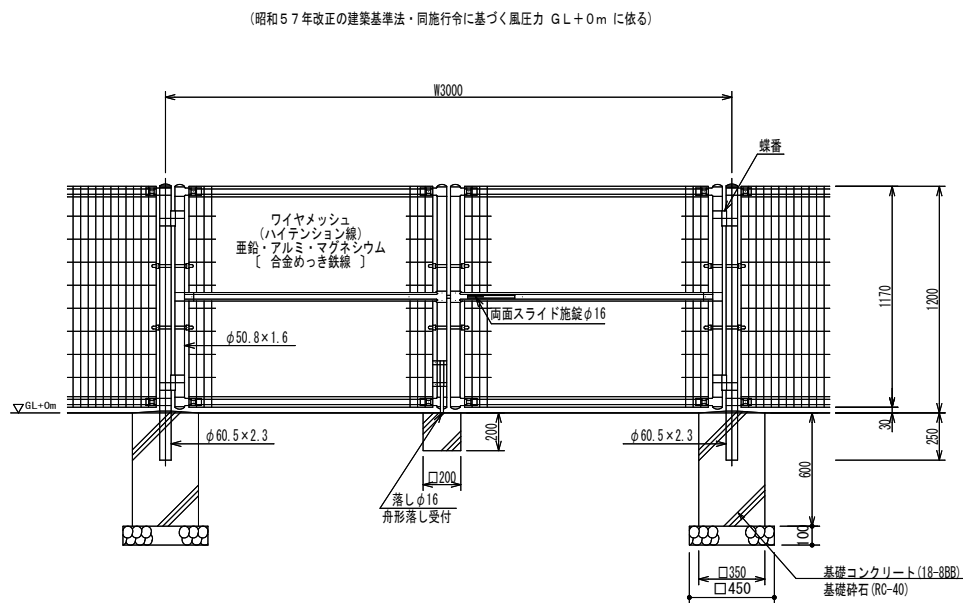 (昭和５７年改正の建築基準法・同施行令に基づく風圧力 GL+0m に依る)
W3000
蝶番
ワイヤメッシュ
(ハイテンション線)
亜鉛・アルミ・マグネシウム
〔 合金めっき鉄線 〕
両面スライド施錠φ16
1170
1200
φ50.8×1.6
▽GL+0m
30
φ60.5×2.3
200
φ60.5×2.3
250
□200
600
落しφ16
舟形落し受付
100
□350
□450
基礎コンクリート(18-8BB)
基礎砕石(RC-40)